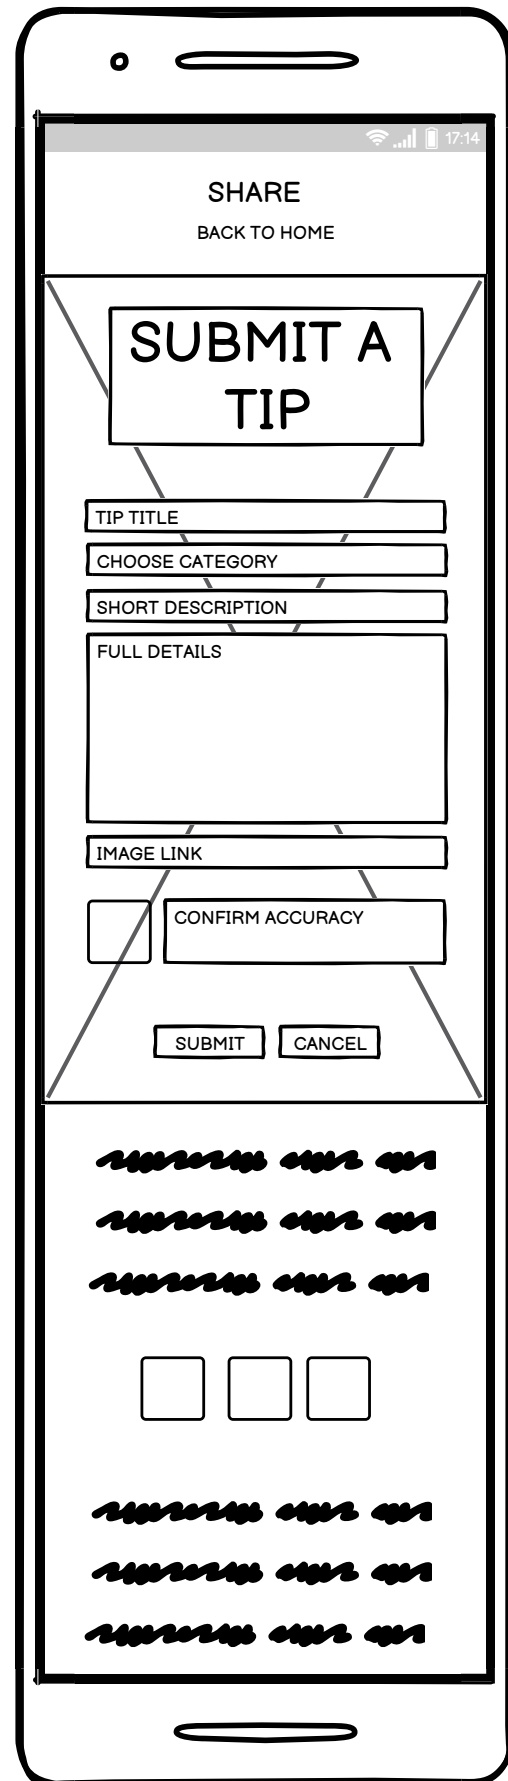 17:14
SHARE
BACK TO HOME
SUBMIT A
TIP
TIP TITLE
CHOOSE CATEGORY
SHORT DESCRIPTION
FULL DETAILS
IMAGE LINK
CONFIRM ACCURACY
SUBMIT CANCEL